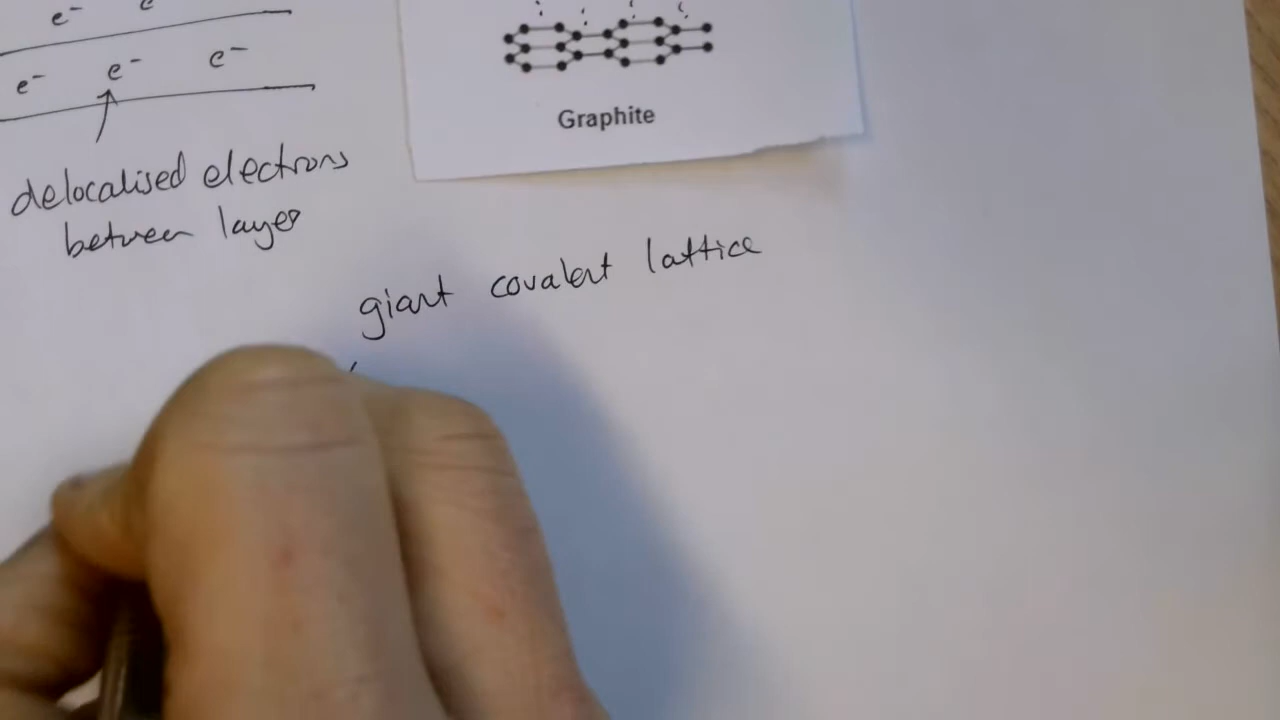 e⁻ e
e⁻ e⁻ e⁻
Graphite
delocalised electrons
between layer
giant covalent lattice